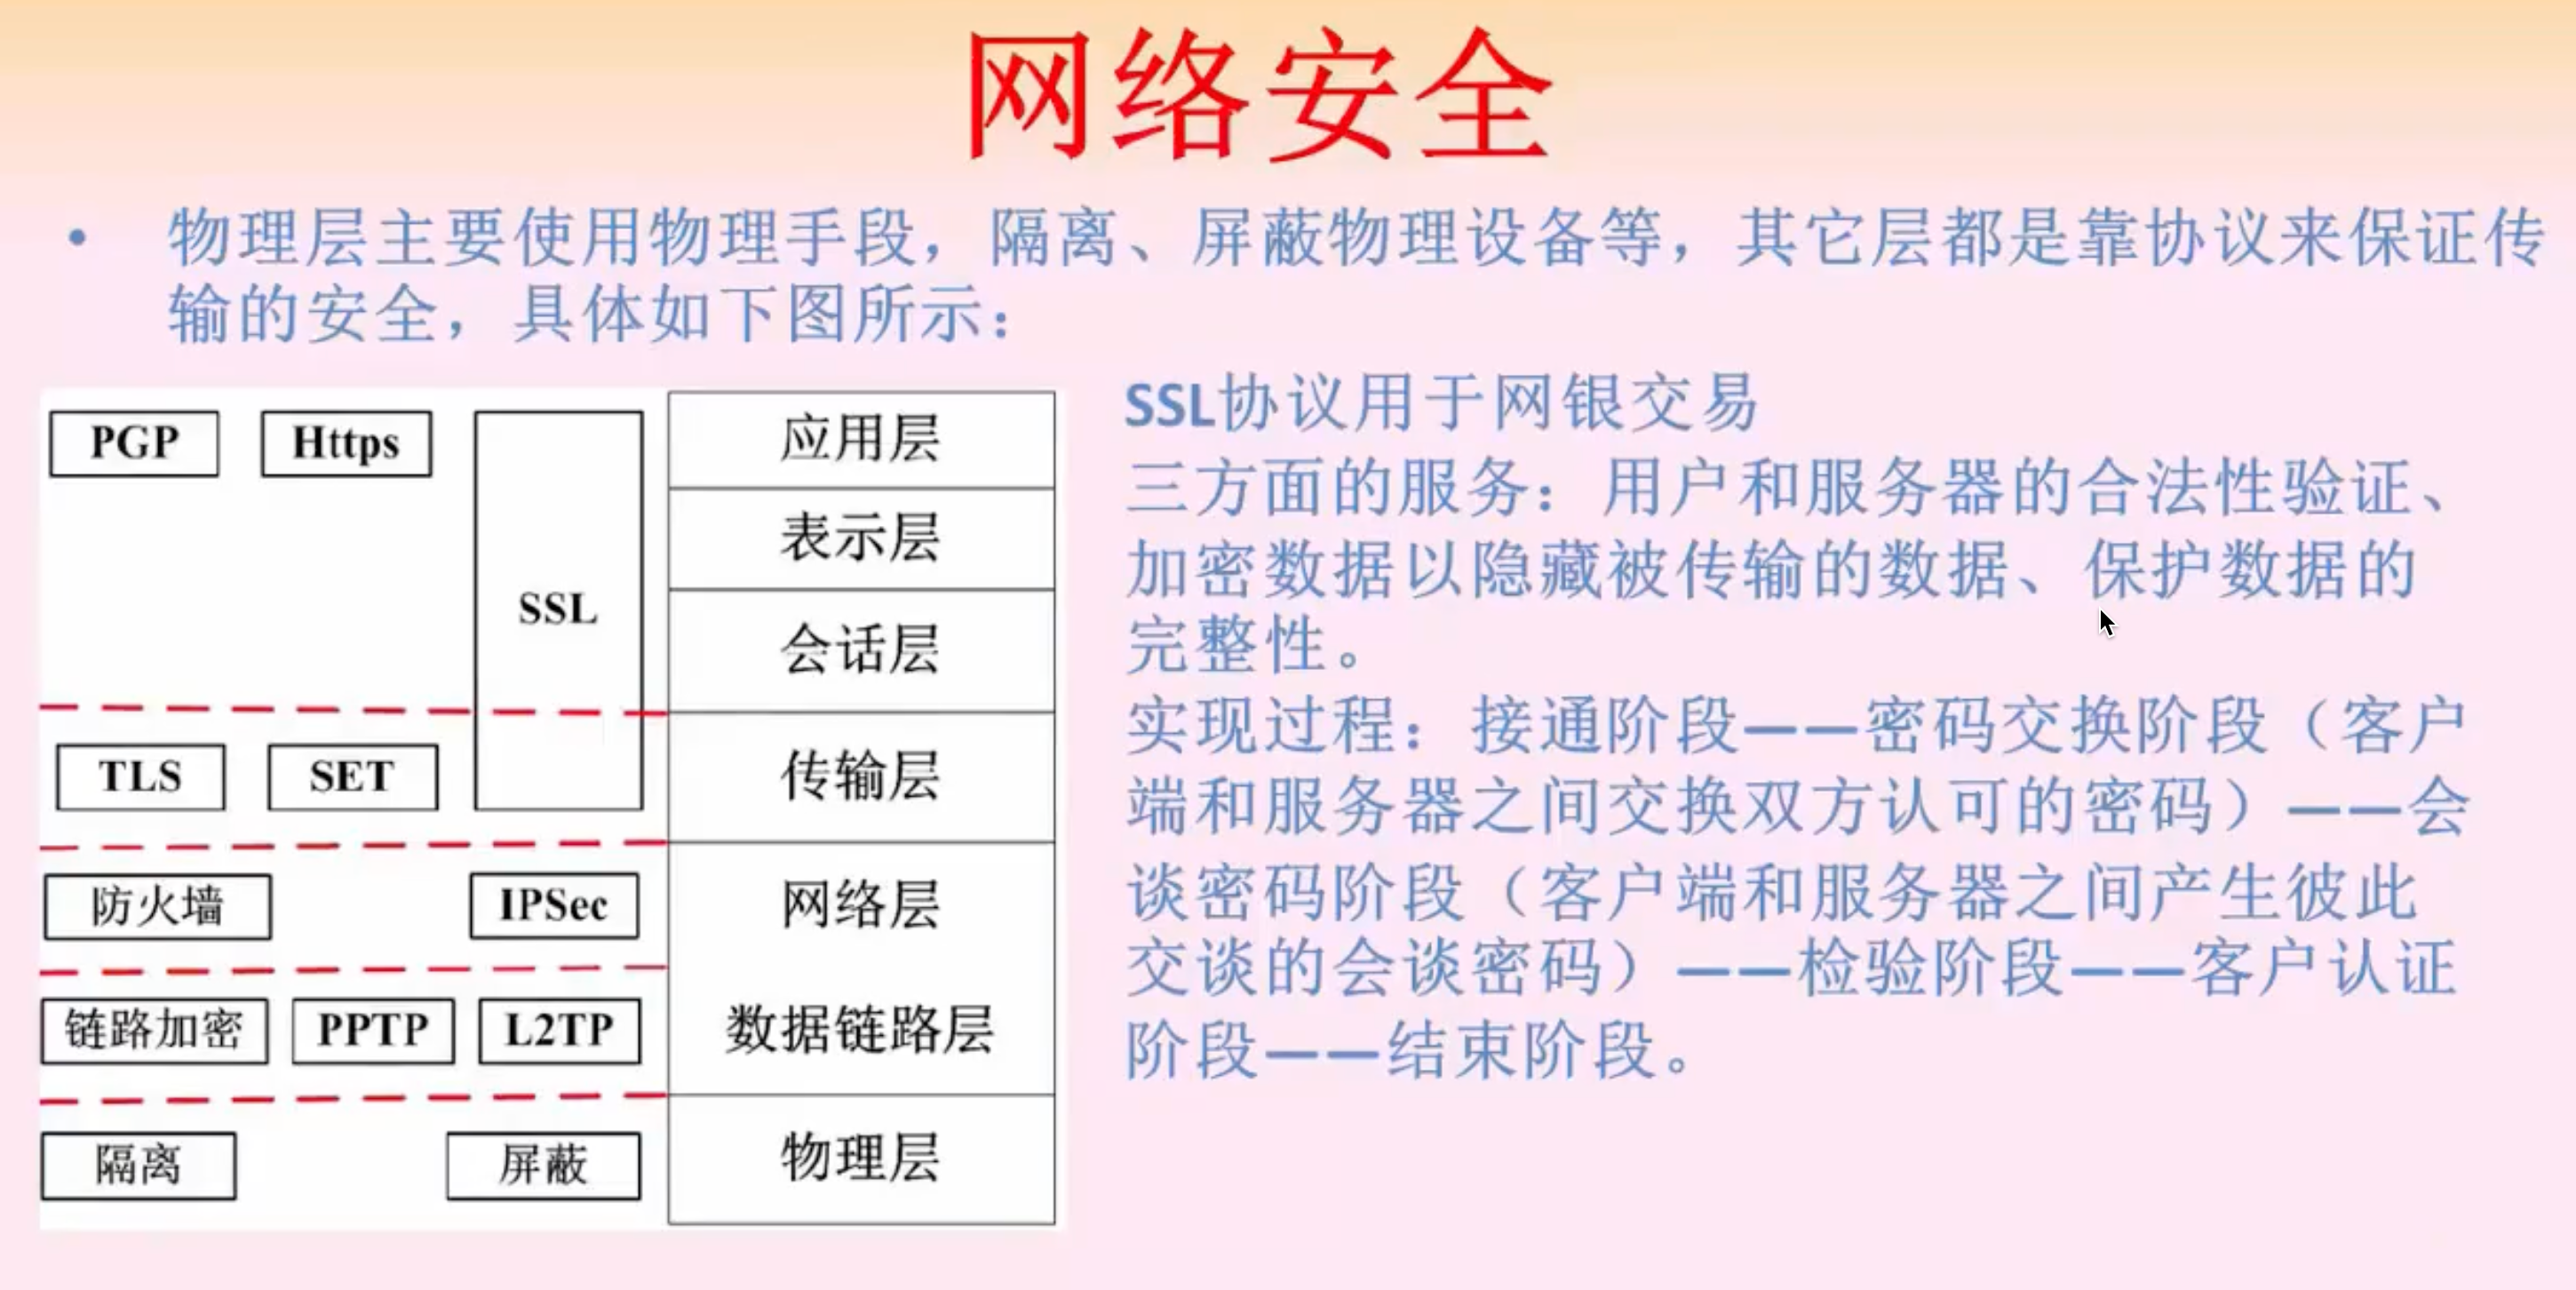 网络安全
• 物理层主要使用物理手段，隔离、屏蔽物理设备等，其它层都是靠协议来保证传
输的安全，具体如下图所示：
PGP Https SSL 应用层
表示层
会话层
TLS SET 传输层
防火墙 IPSec 网络层
链路加密 PPTP L2TP 数据链路层
隔离 屏蔽 物理层
SSL协议用于网银交易
三方面的服务：用户和服务器的合法性验证、
加密数据以隐藏被传输的数据、保护数据的
完整性。
实现过程：接通阶段——密码交换阶段（客户
端和服务器之间交换双方认可的密码）——会
谈密码阶段（客户端和服务器之间产生彼此
交谈的会谈密码）——检验阶段——客户认证
阶段——结束阶段。